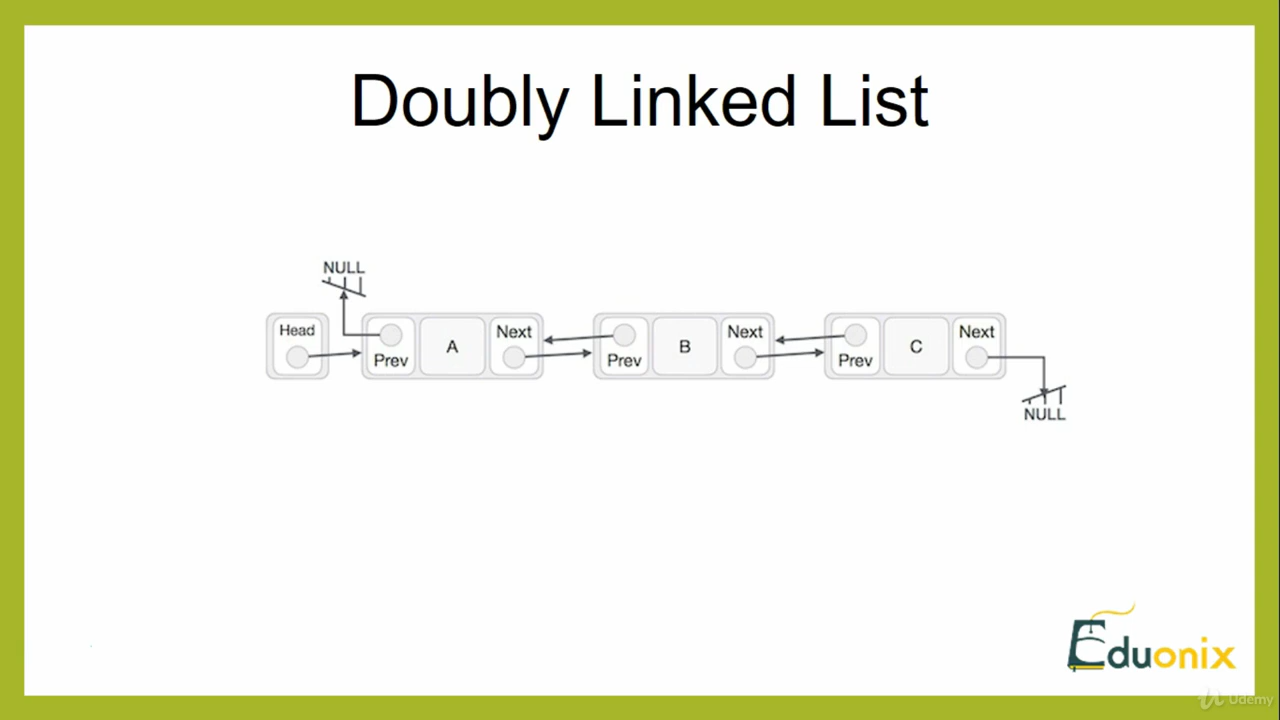 Doubly Linked List
NULL
Head
Prev
A
Next
Prev
B
Next
Prev
C
Next
NULL
Eduonix
Udemy